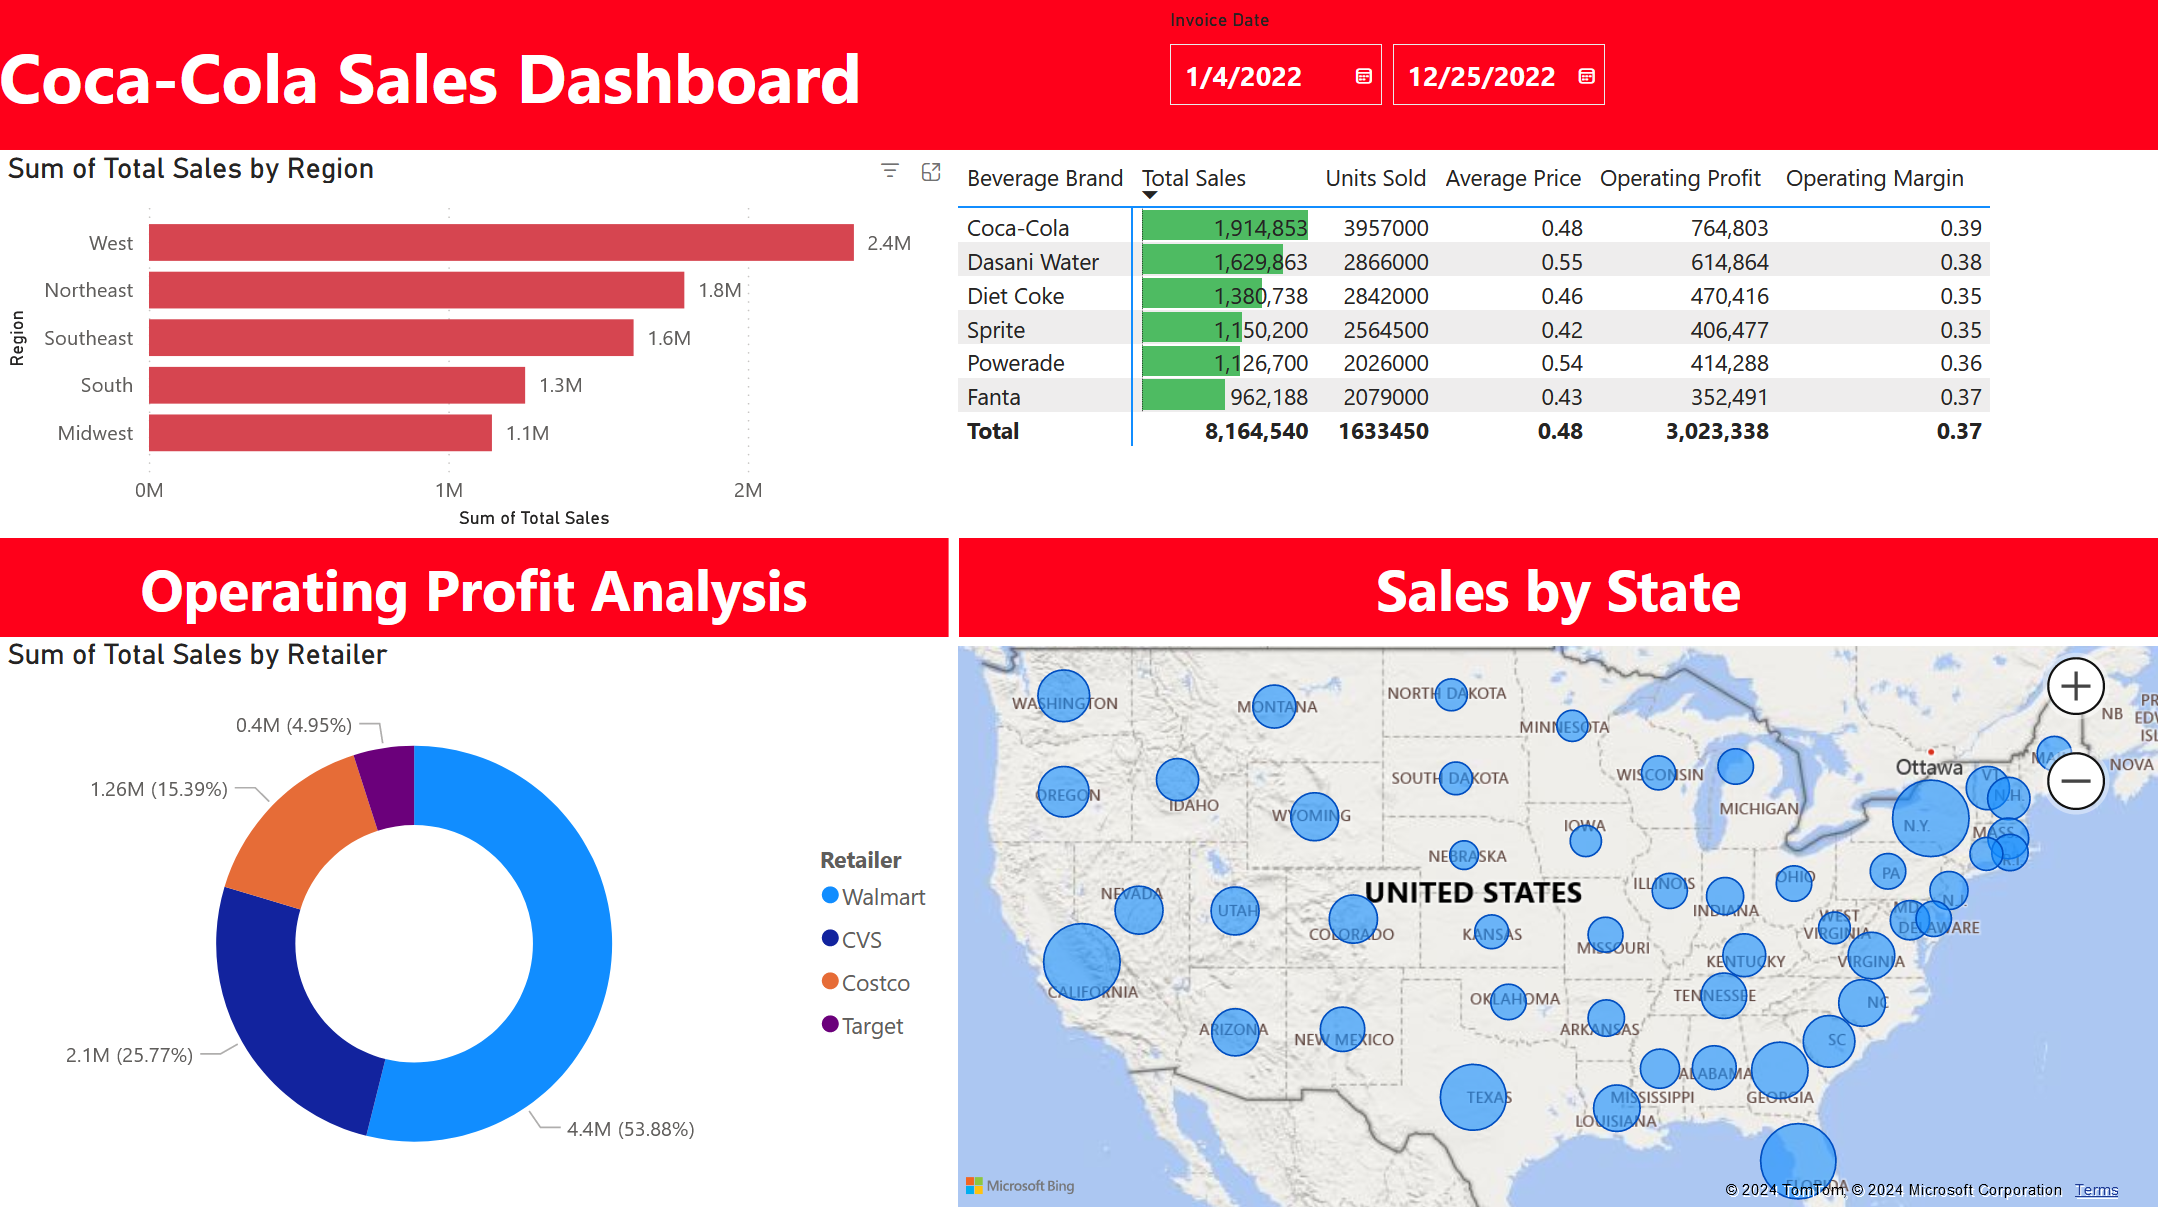 Coca-Cola Sales Dashboard
Invoice Date
1/4/2022 12/25/2022
Sum of Total Sales by Region
Region
West 2.4M
Northeast 1.8M
Southeast 1.6M
South 1.3M
Midwest 1.1M
0M 1M 2M
Sum of Total Sales
Beverage Brand Total Sales Units Sold Average Price Operating Profit Operating Margin
Coca-Cola 1,914,853 3957000 0.48 764,803 0.39
Dasani Water 1,629,863 2866000 0.55 614,864 0.38
Diet Coke 1,380,738 2842000 0.46 470,416 0.35
Sprite 1,150,200 2564500 0.42 406,477 0.35
Powerade 1,126,700 2026000 0.54 414,288 0.36
Fanta 962,188 2079000 0.43 352,491 0.37
Total 8,164,540 1633450 0.48 3,023,338 0.37
Operating Profit Analysis
Sum of Total Sales by Retailer
0.4M (4.95%)
1.26M (15.39%)
2.1M (25.77%)
4.4M (53.88%)
Retailer
Walmart
CVS
Costco
Target
Sales by State
WASHINGTON
MONTANA
NORTH DAKOTA
MINNESOTA
NB
OREGON
IDAHO
WYOMING
SOUTH DAKOTA
WISCONSIN
MICHIGAN
Ottawa
VT
N.H.
NOVA
IOWA
N.Y.
MASS
R.I.
NEBRASKA
UNITED STATES
NEVADA
UTAH
COLORADO
KANSAS
MISSOURI
ILLINOIS
INDIANA
OHIO
PA
N.J.
MD
DELAWARE
WEST
VIRGINIA
KENTUCKY
VIRGINIA
CALIFORNIA
ARIZONA
NEW MEXICO
OKLAHOMA
ARKANSAS
TENNESSEE
NC
SC
TEXAS
LOUISIANA
MISSISSIPPI
ALABAMA
GEORGIA
FLORIDA
Microsoft Bing
© 2024 TomTom, © 2024 Microsoft Corporation Terms